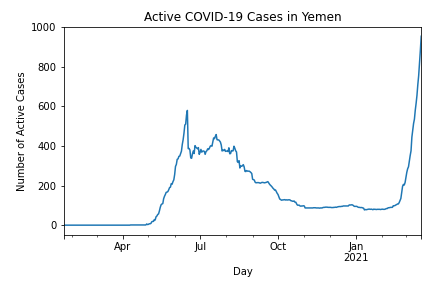 Active COVID-19 Cases in Yemen
1000
800
600
400
200
0
Number of Active Cases
Apr
Jul
Oct
Jan
2021
Day